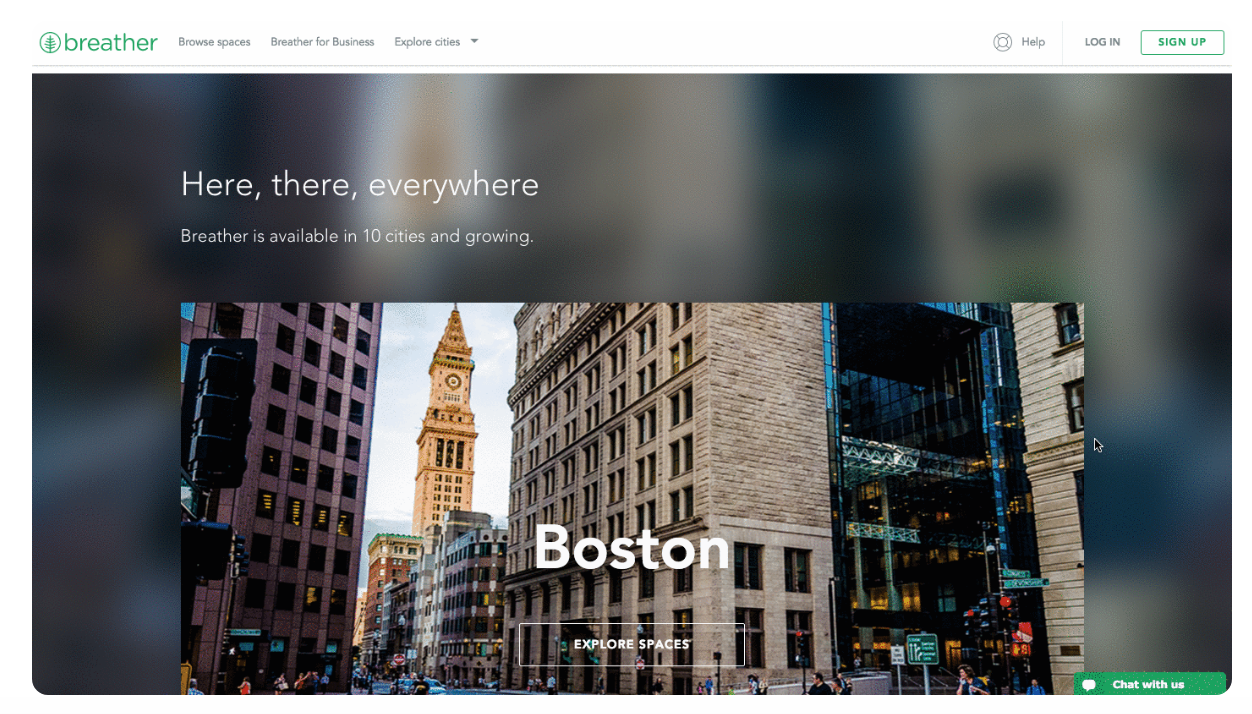 breather Browse spaces Breather for Business Explore cities Help LOG IN SIGN UP
Here, there, everywhere
Breather is available in 10 cities and growing.
Boston
EXPLORE SPACES
Chat with us